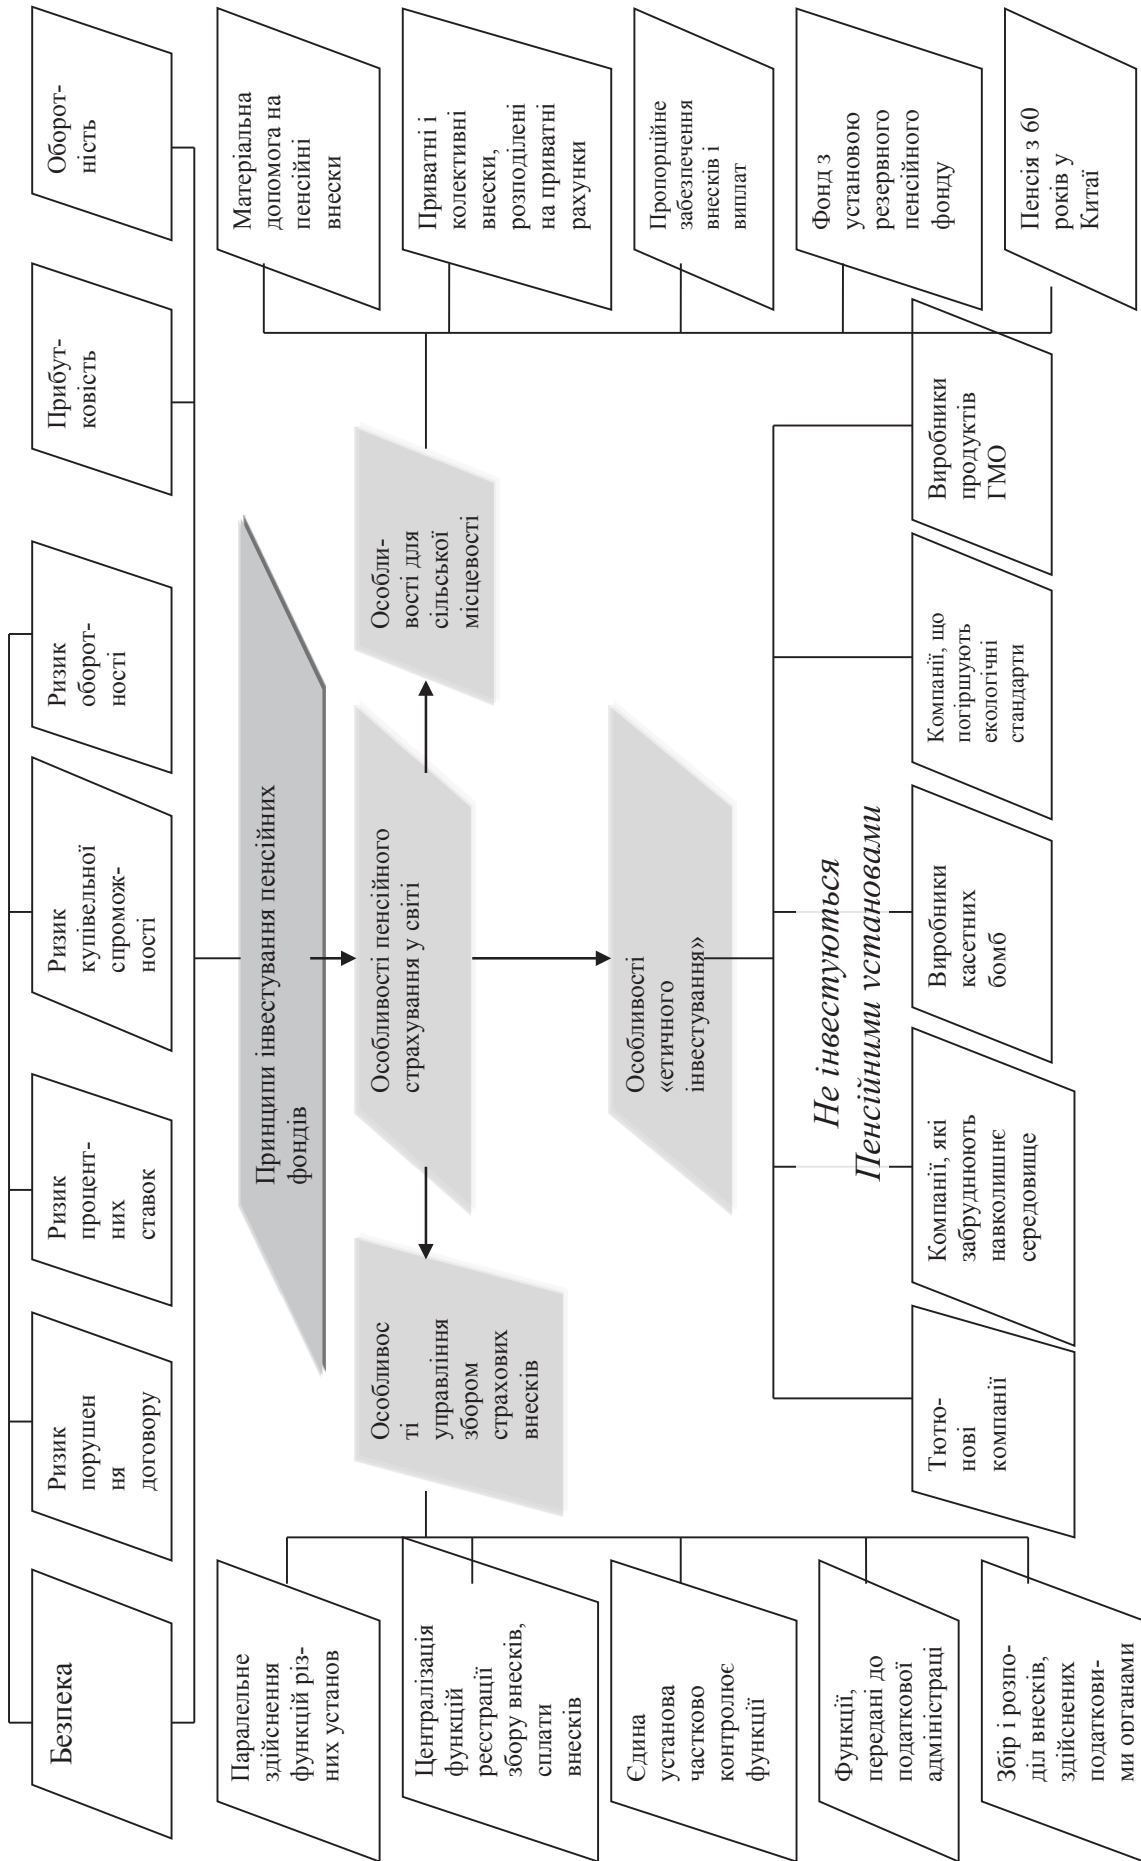 Безпека
Ризик
порушен
ня
договору
Ризик
процент-
них
ставок
Ризик
купівельної
спромож-
ності
Ризик
оборот-
ності
Прибут-
ковість
Оборот-
ність
Принципи інвестування пенсійних
фондів
Паралельне
здійснення
функцій різ-
них установ
Централізація
функцій
реєстрації
збору внесків,
сплати
внесків
Єдина
установа
частково
контролює
функції
Функції,
передані до
податкової
адміністраці
Збір і розпо-
діл внесків,
здійснених
податкови-
ми органами
Особливос
ті
управління
збором
страхових
внесків
Особливості пенсійного
страхування у світі
Особли-
вості для
сільської
місцевості
Матеріальна
допомога на
пенсійні
внески
Приватні і
колективні
внески,
розподілені
на приватні
рахунки
Пропорційне
забезпечення
внесків і
виплат
Фонд з
установою
резервного
пенсійного
фонду
Пенсія з 60
років у
Китаї
Особливості
«етичного
інвестування»
Не інвестуються
Пенсійними установами
Тютю-
нові
компанії
Компанії, які
забруднюють
навколишнє
середовище
Виробники
касетних
бомб
Компанії, що
погіршують
екологічні
стандарти
Виробники
продуктів
ГМО